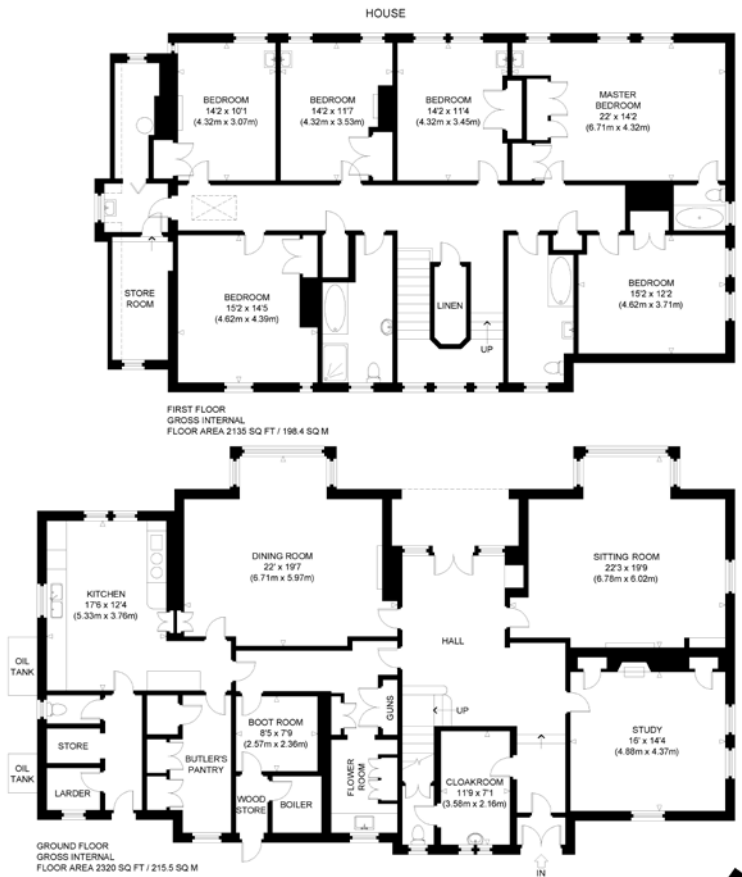 HOUSE
BEDROOM
14'2 x 10'1
(4.32m x 3.07m)
BEDROOM
14'2 x 11'7
(4.32m x 3.53m)
BEDROOM
14'2 x 11'4
(4.32m x 3.45m)
MASTER
BEDROOM
22' x 14'2
(6.71m x 4.32m)
STORE
ROOM
BEDROOM
15'2 x 14'5
(4.62m x 4.39m)
LINEN
UP
BEDROOM
15'2 x 12'2
(4.62m x 3.71m)
FIRST FLOOR
GROSS INTERNAL
FLOOR AREA 2135 SQ FT / 198.4 SQ M
KITCHEN
17'6 x 12'4
(5.33m x 3.76m)
DINING ROOM
22' x 19'7
(6.71m x 5.97m)
SITTING ROOM
22'3 x 19'9
(6.78m x 6.02m)
HALL
OIL
TANK
UP
GUNS
BOOT ROOM
8'5 x 7'9
(2.57m x 2.36m)
STUDY
16' x 14'4
(4.88m x 4.37m)
STORE
BUTLER'S
PANTRY
OIL
TANK
LARDER
WOOD
STORE
BOILER
FLOWER
ROOM
CLOAKROOM
11'9 x 7'1
(3.58m x 2.16m)
IN
GROUND FLOOR
GROSS INTERNAL
FLOOR AREA 2320 SQ FT / 215.5 SQ M